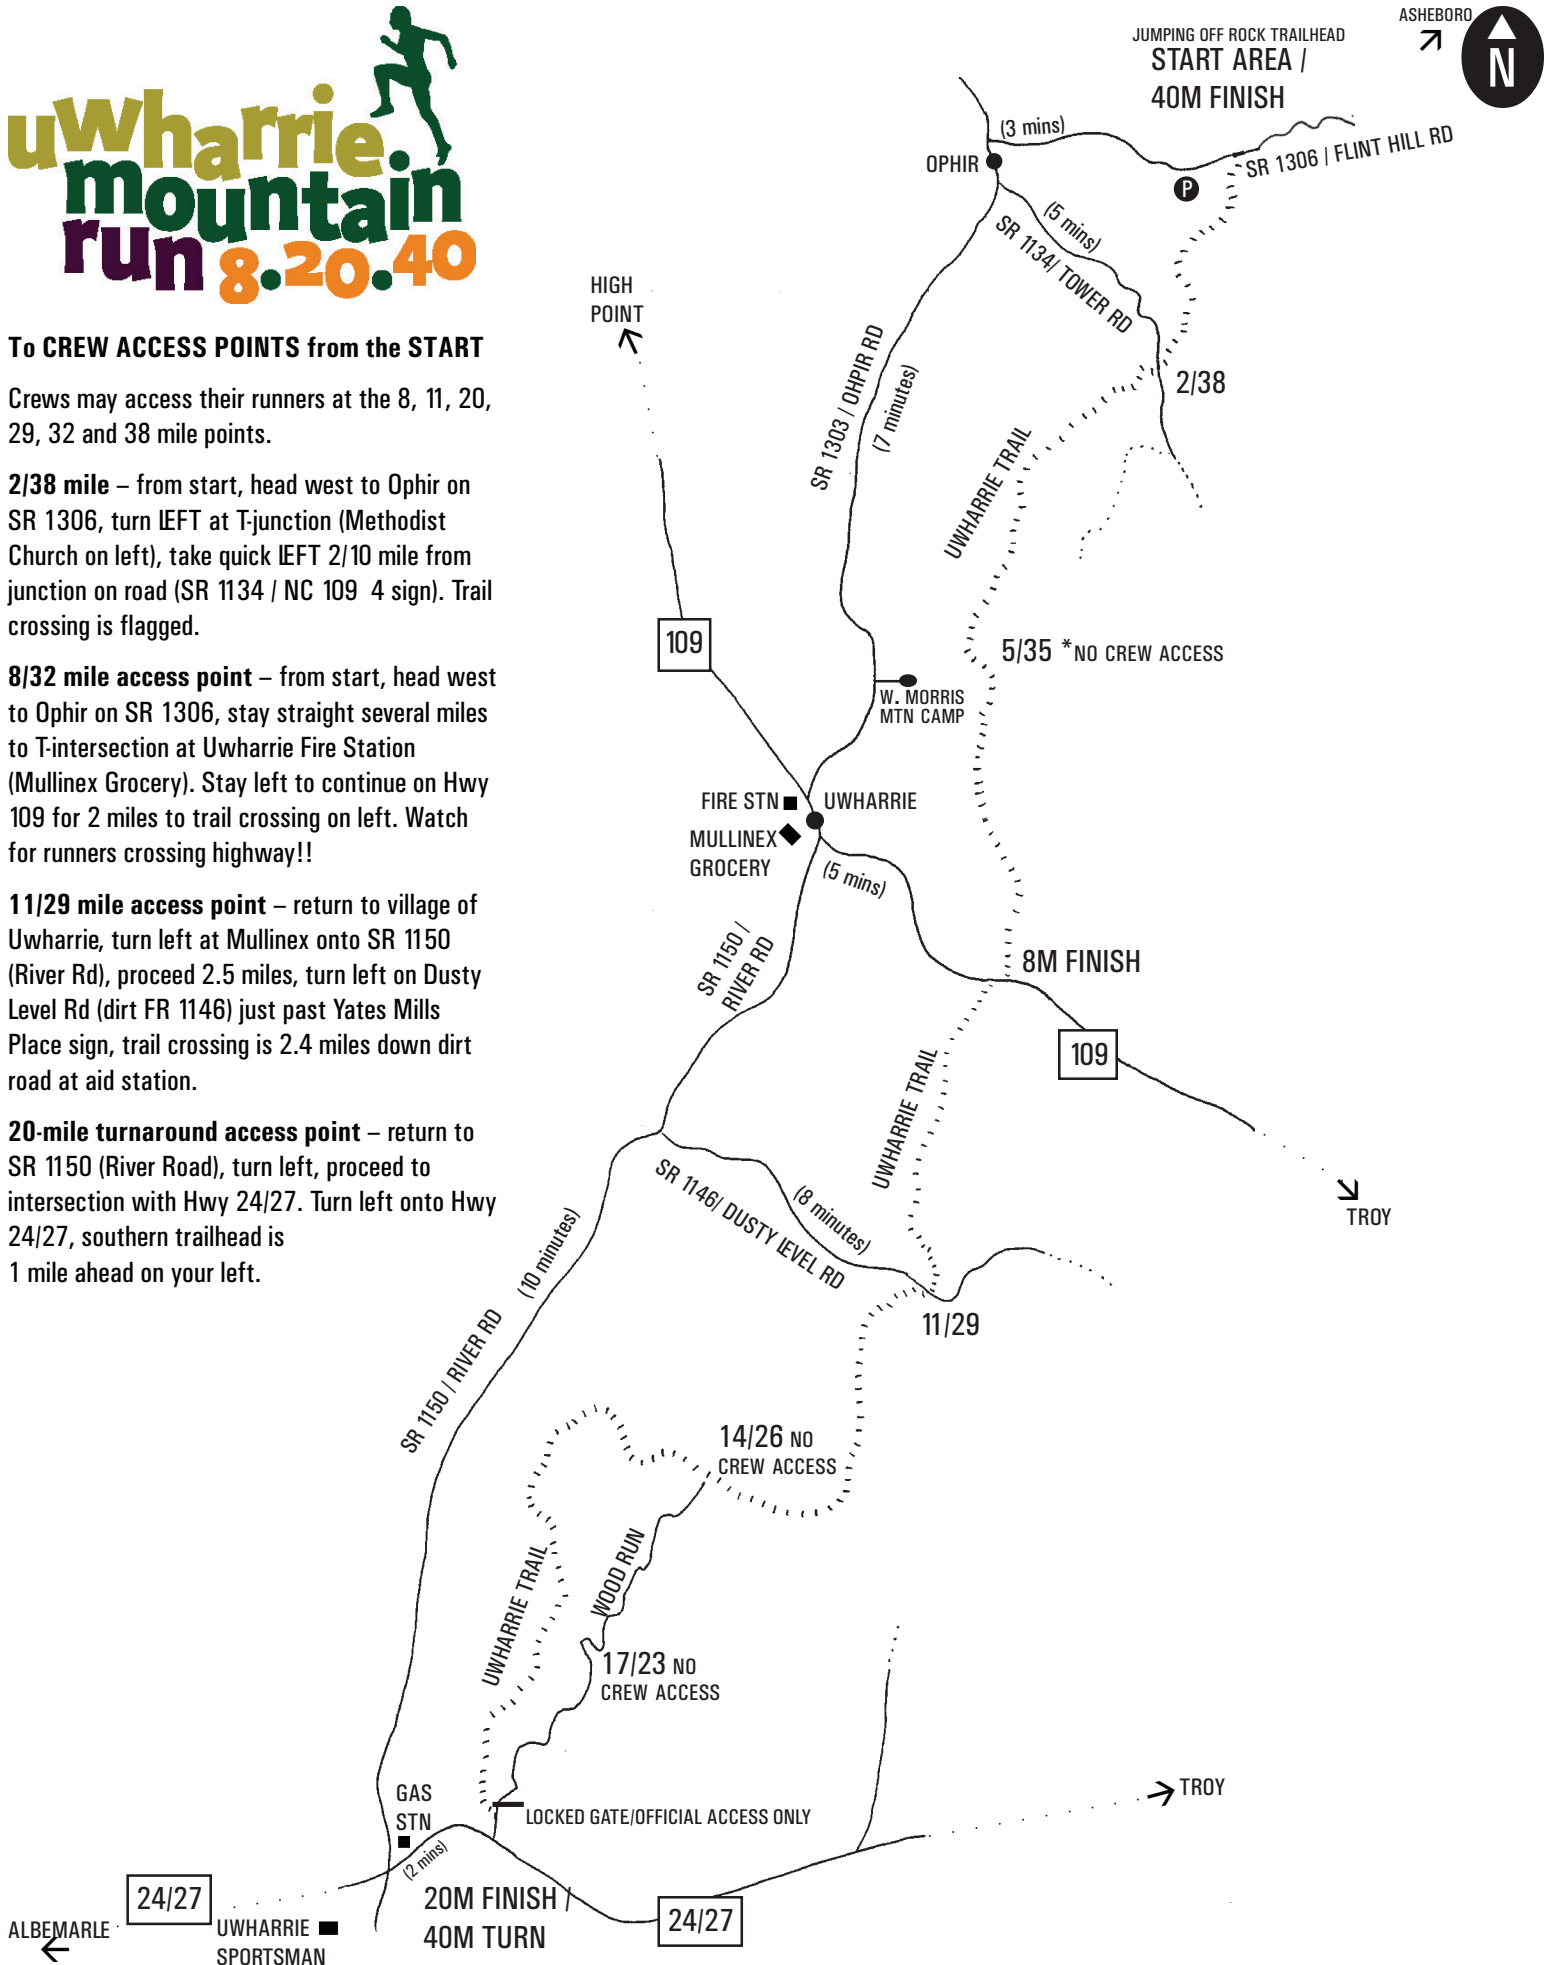 uwharrie
mountain
run 8.20.40
To CREW ACCESS POINTS from the START
Crews may access their runners at the 8, 11, 20,
29, 32 and 38 mile points.
2/38 mile – from start, head west to Ophir on
SR 1306, turn LEFT at T-junction (Methodist
Church on left), take quick LEFT 2/10 mile from
junction on road (SR 1134 / NC 109  4 sign). Trail
crossing is flagged.
8/32 mile access point – from start, head west
to Ophir on SR 1306, stay straight several miles
to T-intersection at Uwharrie Fire Station
(Mullinex Grocery). Stay left to continue on Hwy
109 for 2 miles to trail crossing on left. Watch
for runners crossing highway!!
11/29 mile access point – return to village of
Uwharrie, turn left at Mullinex onto SR 1150
(River Rd), proceed 2.5 miles, turn left on Dusty
Level Rd (dirt FR 1146) just past Yates Mills
Place sign, trail crossing is 2.4 miles down dirt
road at aid station.
20-mile turnaround access point – return to
SR 1150 (River Road), turn left, proceed to
intersection with Hwy 24/27. Turn left onto Hwy
24/27, southern trailhead is
1 mile ahead on your left.
ASHEBORO
N
JUMPING OFF ROCK TRAILHEAD
START AREA /
40M FINISH
(3 mins)
SR 1306 / FLINT HILL RD
OPHIR
P
(5 mins)
SR 1134/ TOWER RD
HIGH
POINT
SR 1303 / OHPIR RD
(7 minutes)
2/38
UWHARRIE TRAIL
109
5/35 *NO CREW ACCESS
W. MORRIS
MTN CAMP
FIRE STN
UWHARRIE
MULLINEX
GROCERY
(5 mins)
SR 1150 /
RIVER RD
8M FINISH
109
UWHARRIE TRAIL
TROY
SR 1146/ DUSTY LEVEL RD
(8 minutes)
(10 minutes)
11/29
SR 1150 / RIVER RD
14/26 NO
CREW ACCESS
WOOD RUN
UWHARRIE TRAIL
17/23 NO
CREW ACCESS
GAS
STN
LOCKED GATE/OFFICIAL ACCESS ONLY
TROY
(2 mins)
24/27
20M FINISH /
40M TURN
24/27
ALBEMARLE
UWHARRIE
SPORTSMAN